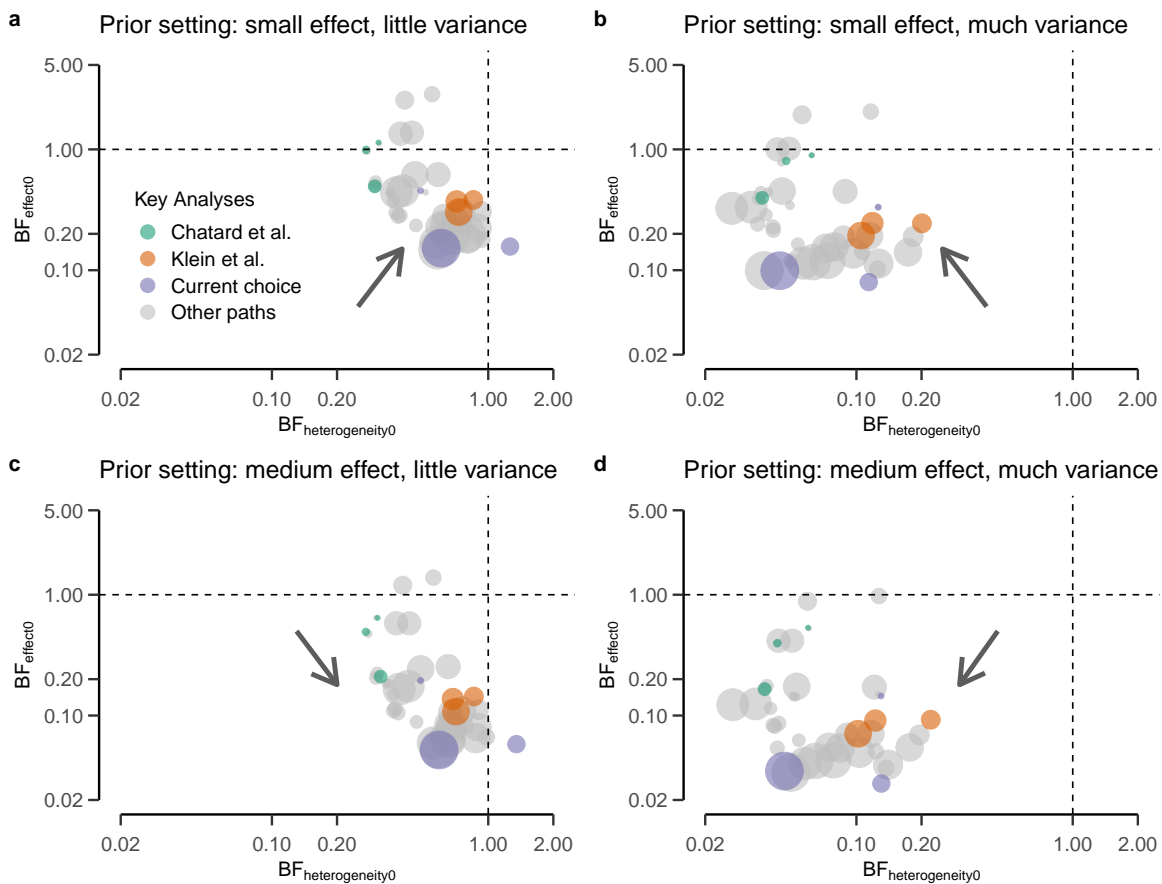 a
Prior setting: small effect, little variance
5.00
1.00
0.20
0.10
0.02
BFeffect0
Key Analyses
Chatard et al.
Klein et al.
Current choice
Other paths
0.02
0.10
0.20
1.00
2.00
BFheterogeneity0
b
Prior setting: small effect, much variance
5.00
1.00
0.20
0.10
0.02
BFeffect0
0.02
0.10
0.20
1.00
2.00
BFheterogeneity0
c
Prior setting: medium effect, little variance
5.00
1.00
0.20
0.10
0.02
BFeffect0
0.02
0.10
0.20
1.00
2.00
BFheterogeneity0
d
Prior setting: medium effect, much variance
5.00
1.00
0.20
0.10
0.02
BFeffect0
0.02
0.10
0.20
1.00
2.00
BFheterogeneity0